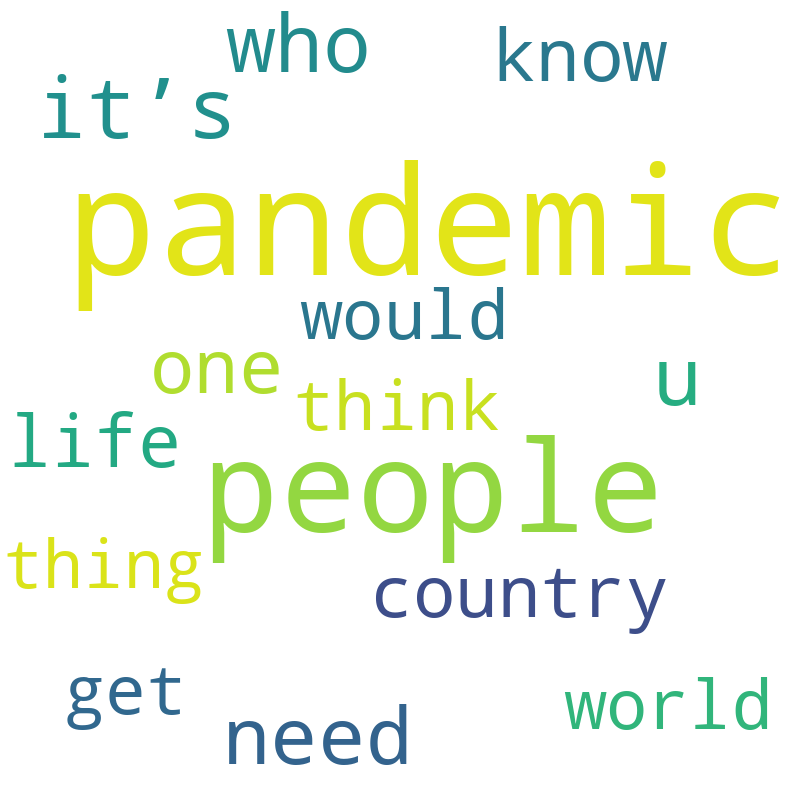 who
know
it’s
pandemic
would
one
think
u
life
people
thing
country
get
need
world